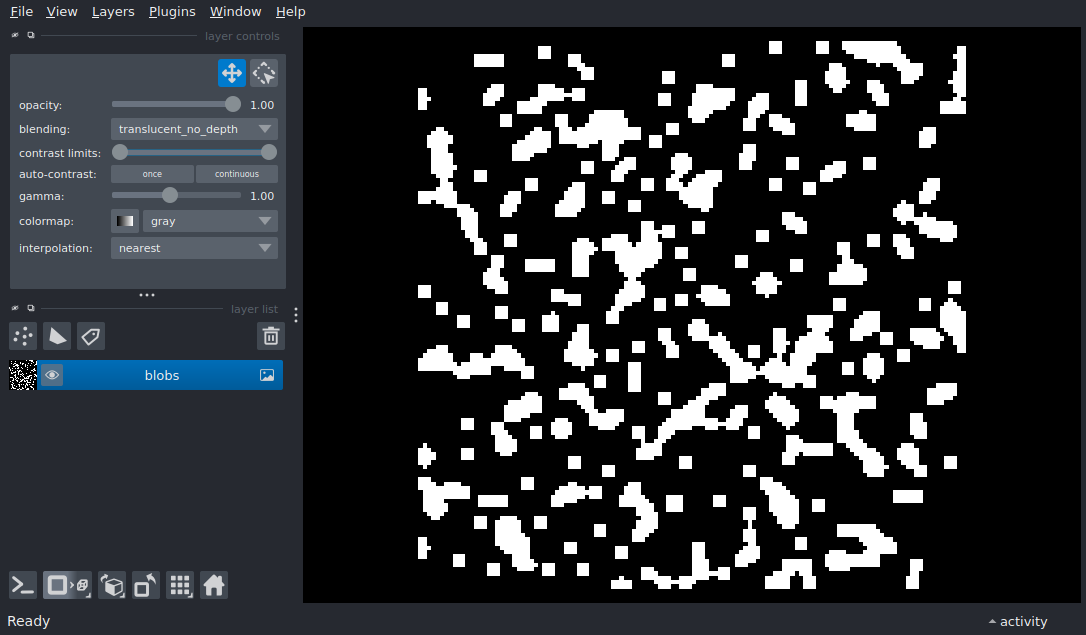 File View Layers Plugins Window Help
layer controls
opacity: 1.00
blending: translucent_no_depth
contrast limits:
auto-contrast: once continuous
gamma: 1.00
colormap: gray
interpolation: nearest
layer list
blobs
Ready
activity